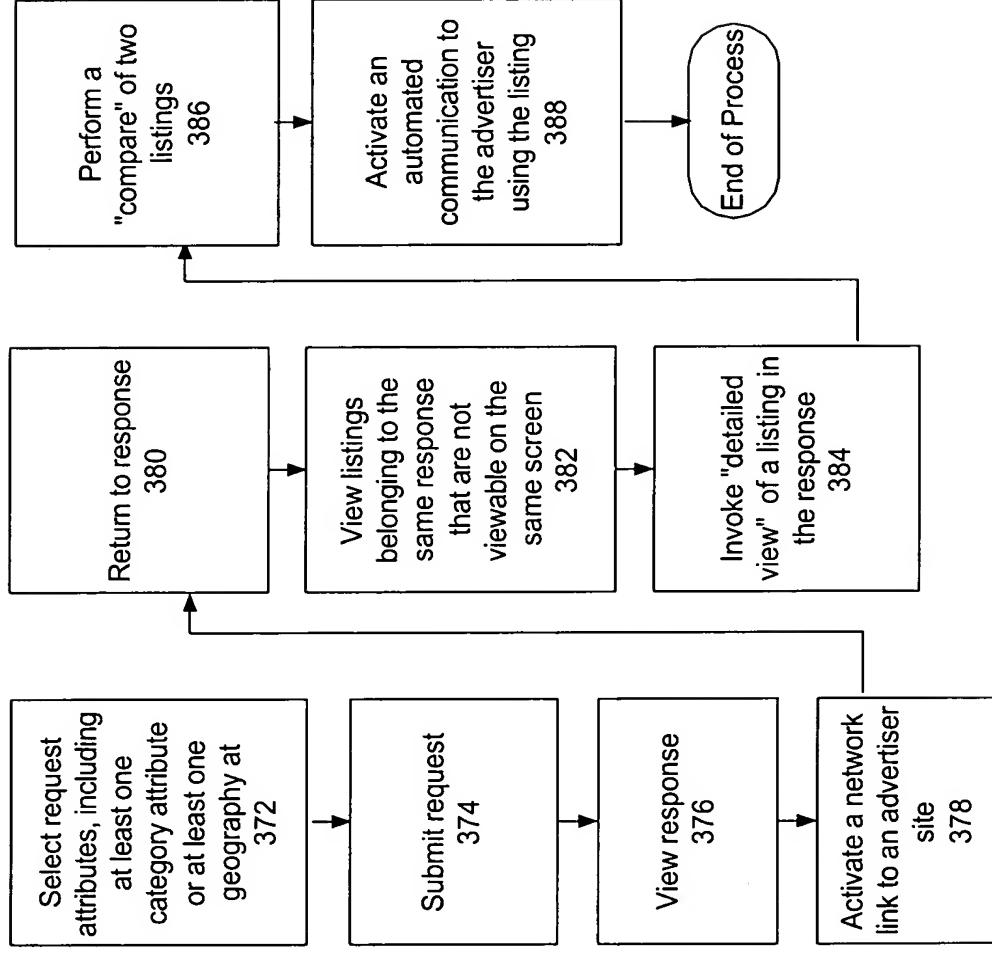 Select request
attributes, including
at least one
category attribute
or at least one
geography at
372
Submit request
374
View response
376
Activate a network
link to an advertiser
site
378
Return to response
380
View listings
belonging to the
same response
that are not
viewable on the
same screen
382
Invoke "detailed
view" of a listing in
the response
384
Perform a
"compare" of two
listings
386
Activate an
automated
communication to
the advertiser
using the listing
388
End of Process